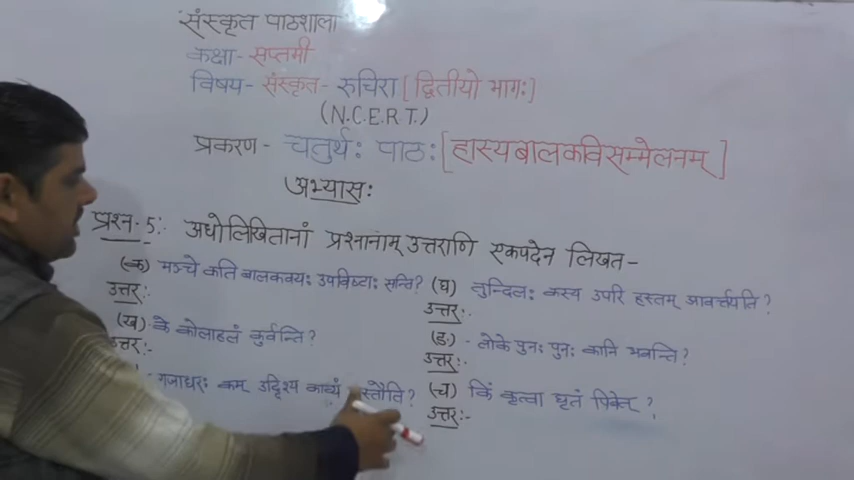 संस्कृत पाठशाला
कक्षा - सप्तमी
विषय - संस्कृत - रुचिरा [द्वितीयो भागः]
(N.C.E.R.T.)
प्रकरण - चतुर्थः पाठः [हास्यबालकविसम्मेलनम्]
अभ्यासः
प्रश्न. 5ः अधोलिखितानां प्रश्नानाम् उत्तराणि एकपदेन लिखत -
(क) मञ्चे कति बालकवयः उपविष्टाः सन्ति?
उत्तरः-
(ख) के कोलाहलं कुर्वन्ति?
उत्तरः-
गजाधरः कम् उद्दिश्य काव्यं स्तौति?
(घ) तुन्दिलः कस्य उपरि हस्तम् आवर्त्तयति?
उत्तरः-
(ङ) - लोके पुनः पुनः कानि भवन्ति?
उत्तरः-
(च) किं कृत्वा घृतं पिबेत्?
उत्तरः-